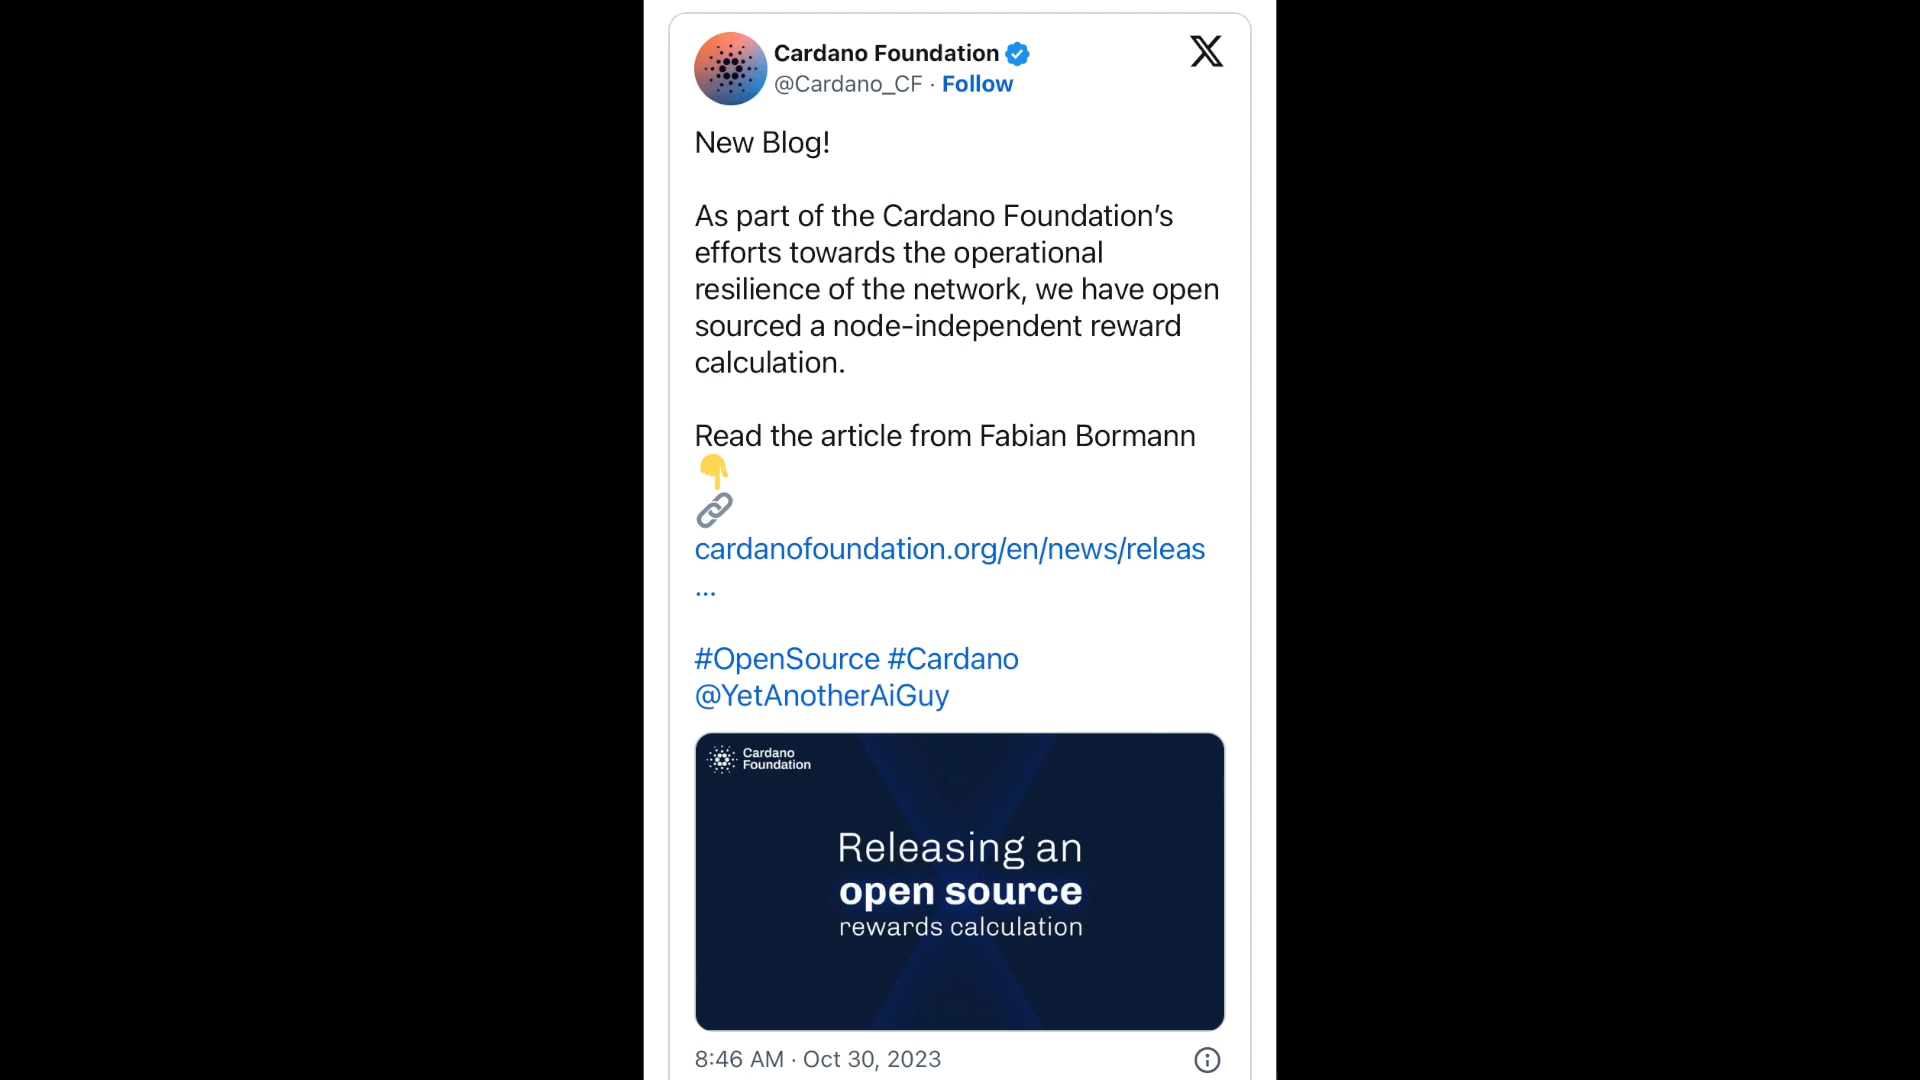 Cardano Foundation
@Cardano_CF · Follow
New Blog!
As part of the Cardano Foundation’s
efforts towards the operational
resilience of the network, we have open
sourced a node-independent reward
calculation.
Read the article from Fabian Bormann
👇
🔗
cardanofoundation.org/en/news/releas
...
#OpenSource #Cardano
@YetAnotherAiGuy
Cardano
Foundation
Releasing an
open source
rewards calculation
8:46 AM · Oct 30, 2023